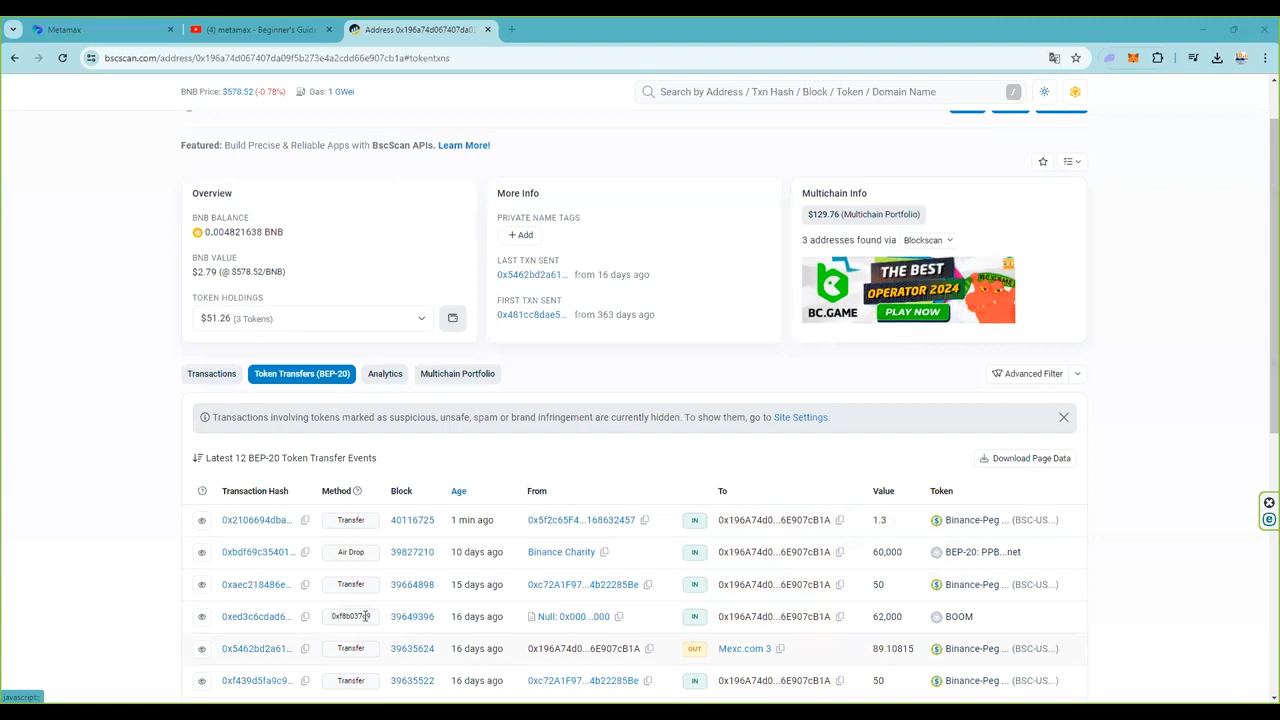 Metamax
(4) metamax - Beginner's Guid
Address 0x196a74d067407da0
bscscan.com/address/0x196a74d067407da09f5b273e4a2cdd66e907cb1a#tokentxns
BNB Price: $578.52 (-0.78%) Gas: 1 GWei
Search by Address / Txn Hash / Block / Token / Domain Name /
Featured: Build Precise & Reliable Apps with BscScan APIs. Learn More!
Overview
BNB BALANCE
0.004821638 BNB
BNB VALUE
$2.79 (@ $578.52/BNB)
TOKEN HOLDINGS
$51.26 (3 Tokens)
More Info
PRIVATE NAME TAGS
+ Add
LAST TXN SENT
0x5462bd2a61... from 16 days ago
FIRST TXN SENT
0x481cc8dae5... from 363 days ago
Multichain Info
$129.76 (Multichain Portfolio)
3 addresses found via Blockscan
BC.GAME
THE BEST
OPERATOR 2024
PLAY NOW
Transactions Token Transfers (BEP-20) Analytics Multichain Portfolio Advanced Filter
Transactions involving tokens marked as suspicious, unsafe, spam or brand infringement are currently hidden. To show them, go to Site Settings.
Latest 12 BEP-20 Token Transfer Events Download Page Data
Transaction Hash Method Block Age From To Value Token
0x2106694dba... Transfer 40116725 1 min ago 0x5f2c65F4...168632457 IN 0x196A74d0...6E907cB1A 1.3 Binance-Peg ... (BSC-US...)
0xbdf69c35401... Air Drop 39827210 10 days ago Binance Charity IN 0x196A74d0...6E907cB1A 60,000 BEP-20: PPB...net
0xaec218486e... Transfer 39664898 15 days ago 0xc72A1F97...4b22285Be IN 0x196A74d0...6E907cB1A 50 Binance-Peg ... (BSC-US...)
0xed3c6cdad6... 39649396 16 days ago Null: 0x000...000 IN 0x196A74d0...6E907cB1A 62,000 BOOM
0x5462bd2a61... Transfer 39635624 16 days ago 0x196A74d0...6E907cB1A OUT Mexc.com 3 89.10815 Binance-Peg ... (BSC-US...)
0xf439d5fa9c9... Transfer 39635522 16 days ago 0xc72A1F97...4b22285Be IN 0x196A74d0...6E907cB1A 50 Binance-Peg ... (BSC-US...)
javascript:;